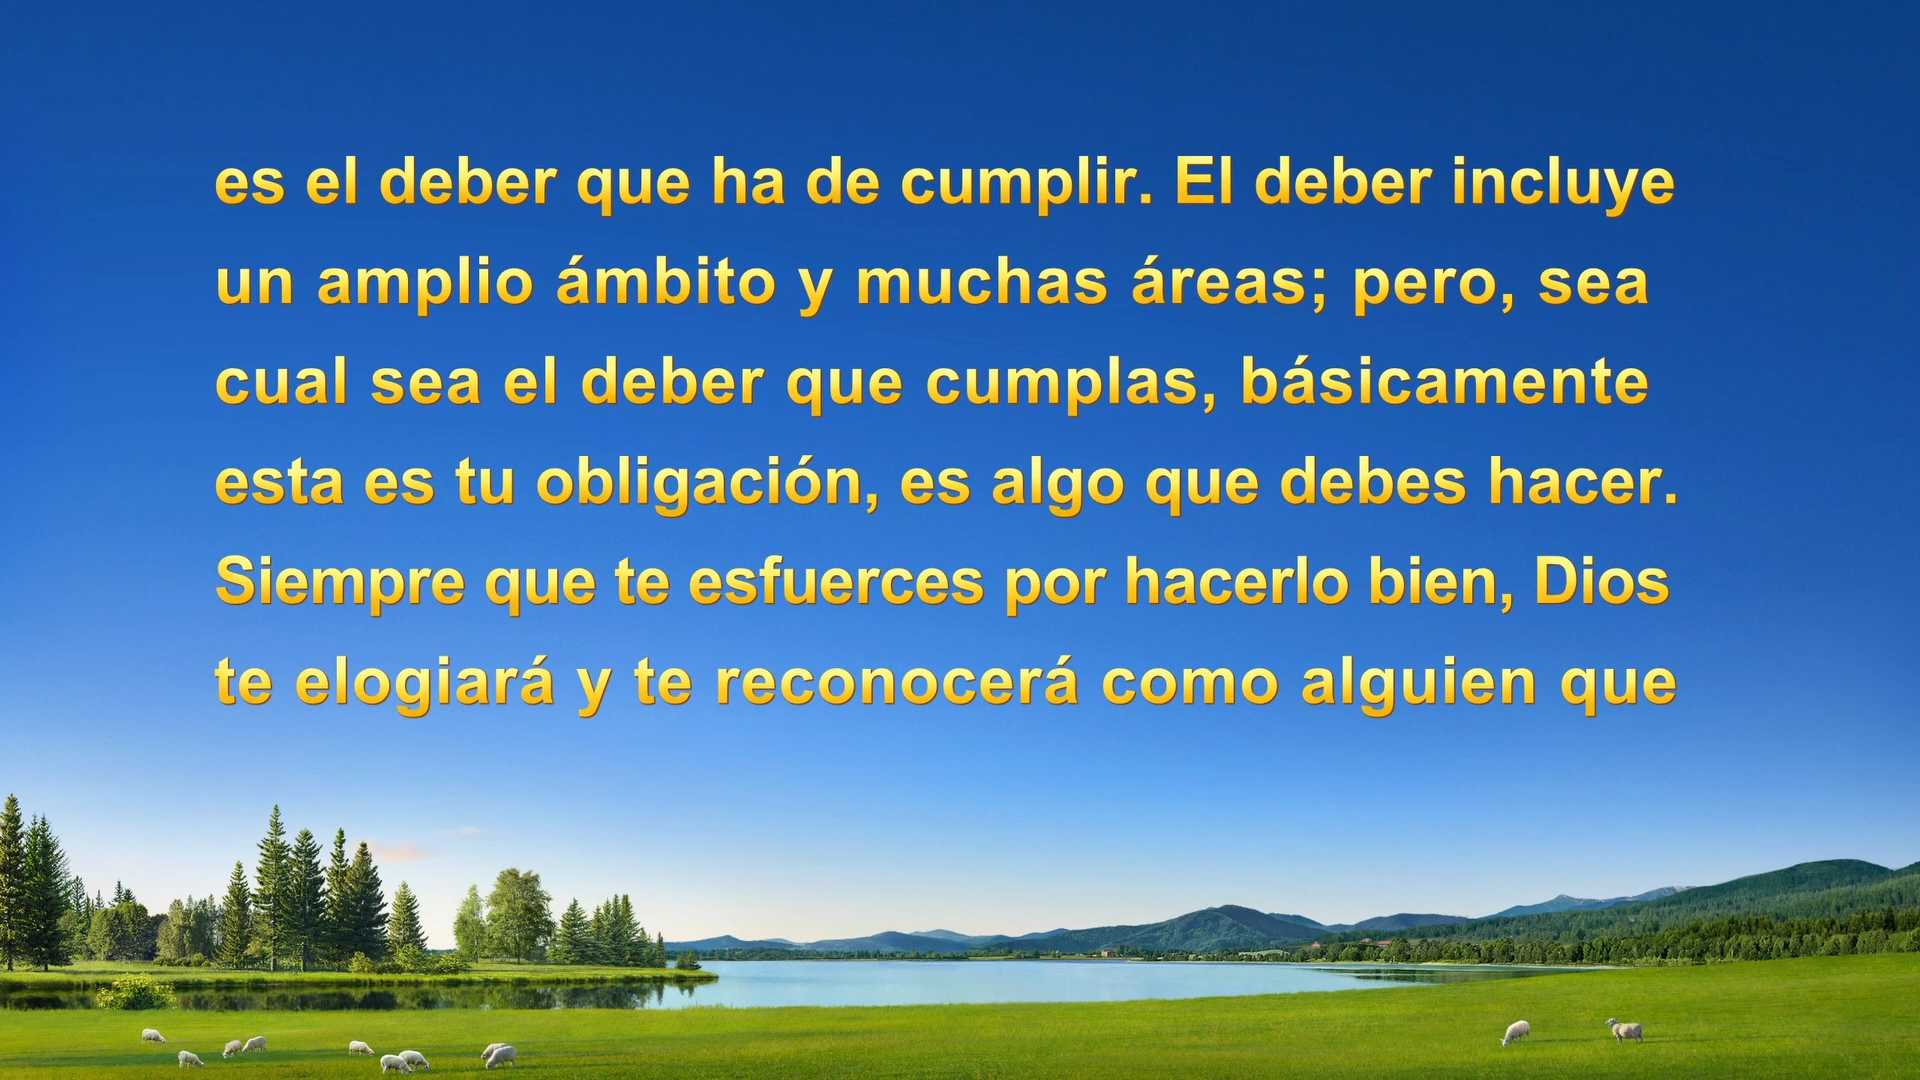 es el deber que ha de cumplir. El deber incluye
un amplio ámbito y muchas áreas; pero, sea
cual sea el deber que cumplas, básicamente
esta es tu obligación, es algo que debes hacer.
Siempre que te esfuerces por hacerlo bien, Dios
te elogiará y te reconocerá como alguien que